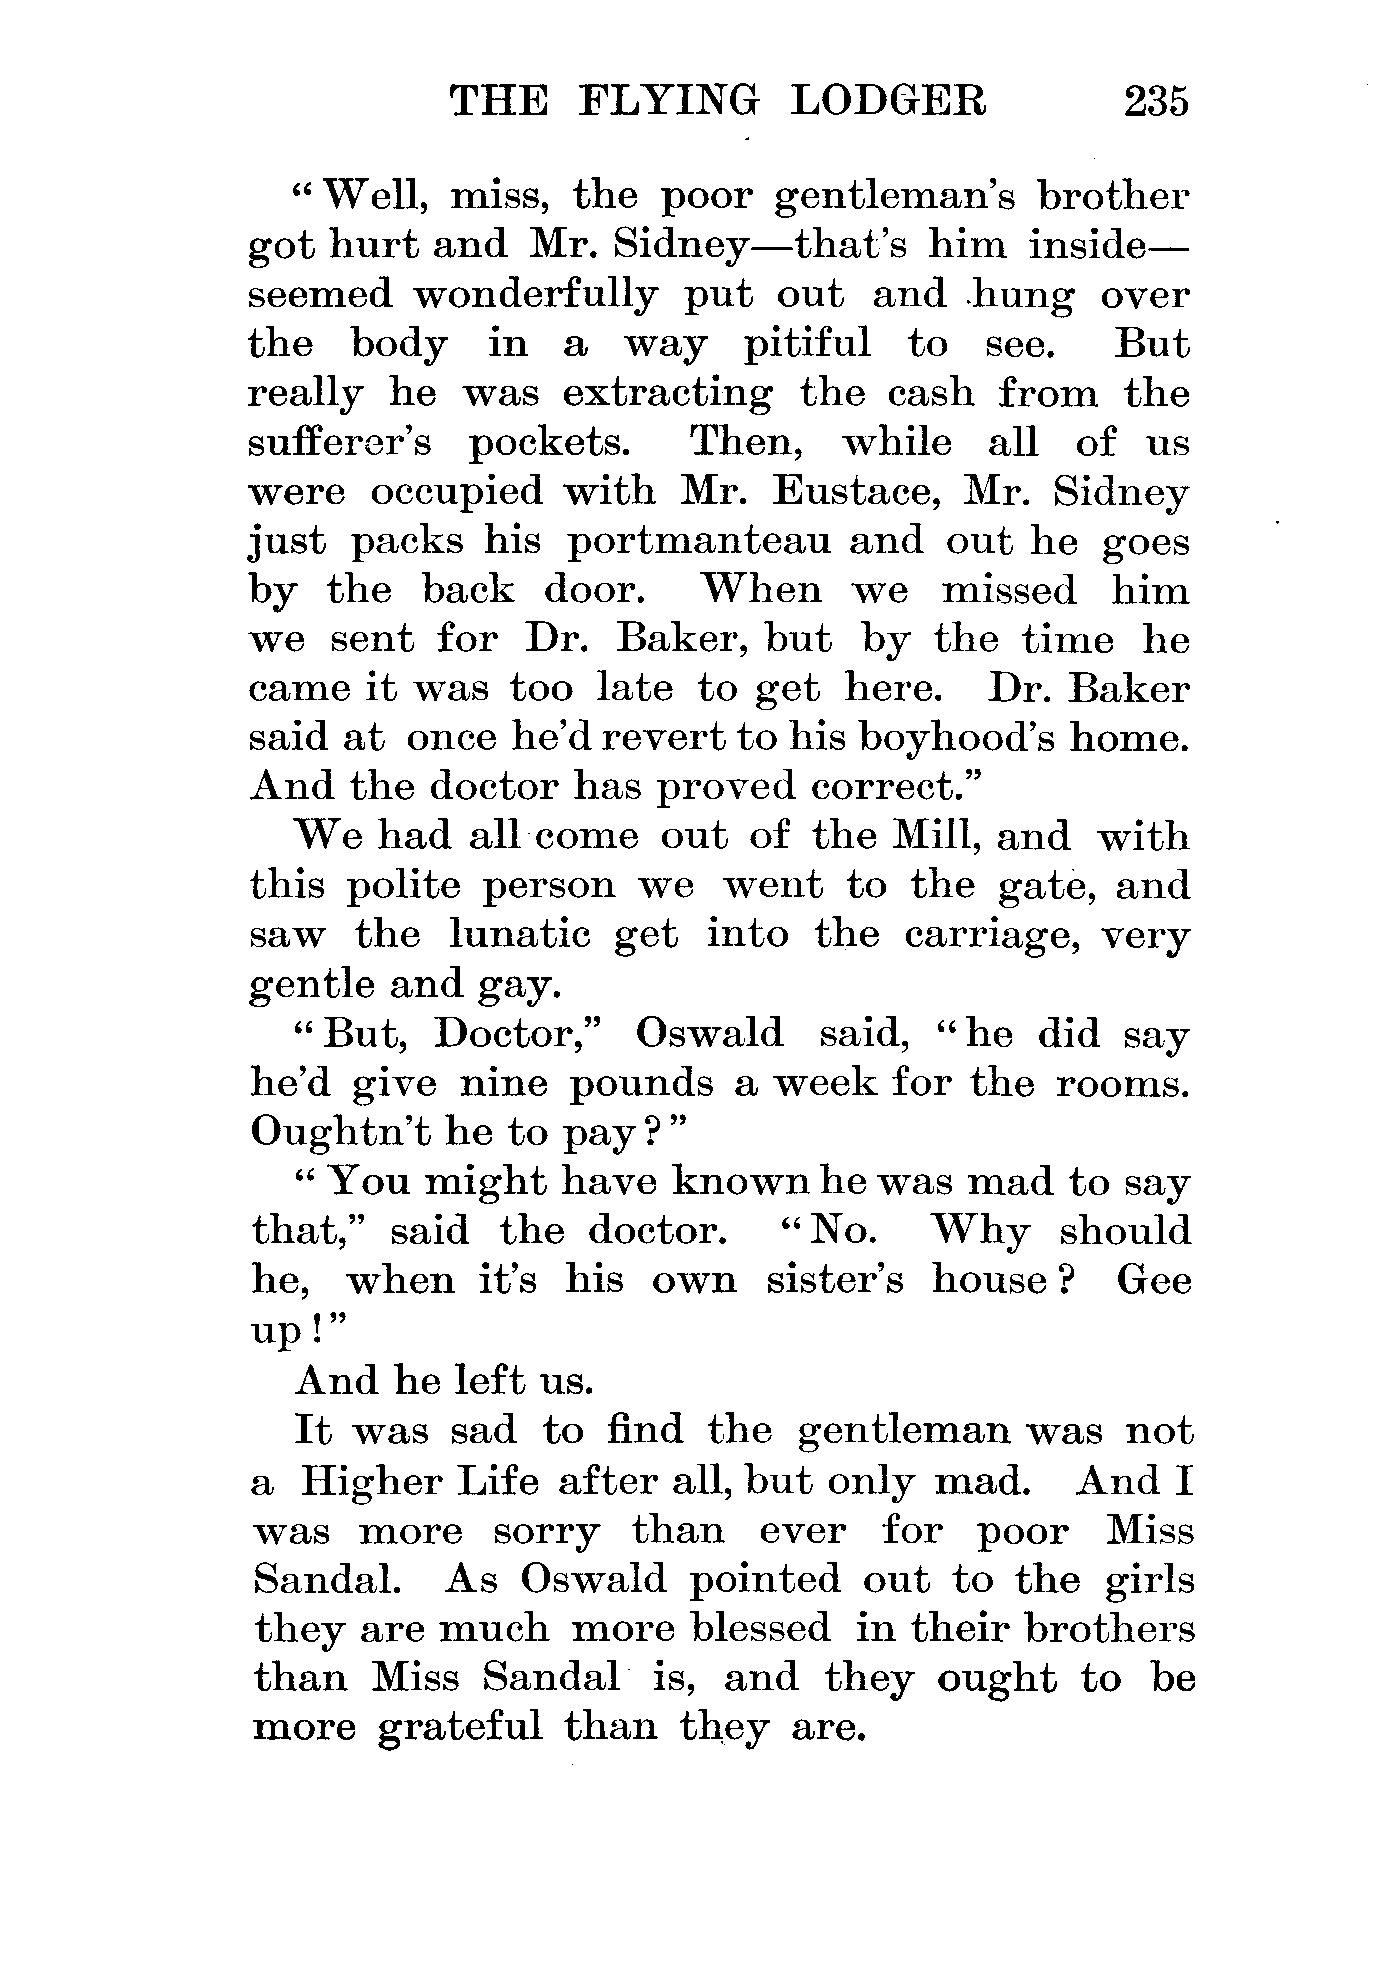 THE FLYING LODGER 235
“Well, miss, the poor gentleman’s brother
got hurt and Mr. Sidney—that’s him inside—
seemed wonderfully put out and hung over
the body in a way pitiful to see. But
really he was extracting the cash from the
sufferer’s pockets. Then, while all of us
were occupied with Mr. Eustace, Mr. Sidney
just packs his portmanteau and out he goes
by the back door. When we missed him
we sent for Dr. Baker, but by the time he
came it was too late to get here. Dr. Baker
said at once he’d revert to his boyhood’s home.
And the doctor has proved correct.”
We had all come out of the Mill, and with
this polite person we went to the gate, and
saw the lunatic get into the carriage, very
gentle and gay.
“But, Doctor,” Oswald said, “he did say
he’d give nine pounds a week for the rooms.
Oughtn’t he to pay?”
“You might have known he was mad to say
that,” said the doctor. “No. Why should
he, when it’s his own sister’s house? Gee
up!”
And he left us.
It was sad to find the gentleman was not
a Higher Life after all, but only mad. And I
was more sorry than ever for poor Miss
Sandal. As Oswald pointed out to the girls
they are much more blessed in their brothers
than Miss Sandal is, and they ought to be
more grateful than they are.